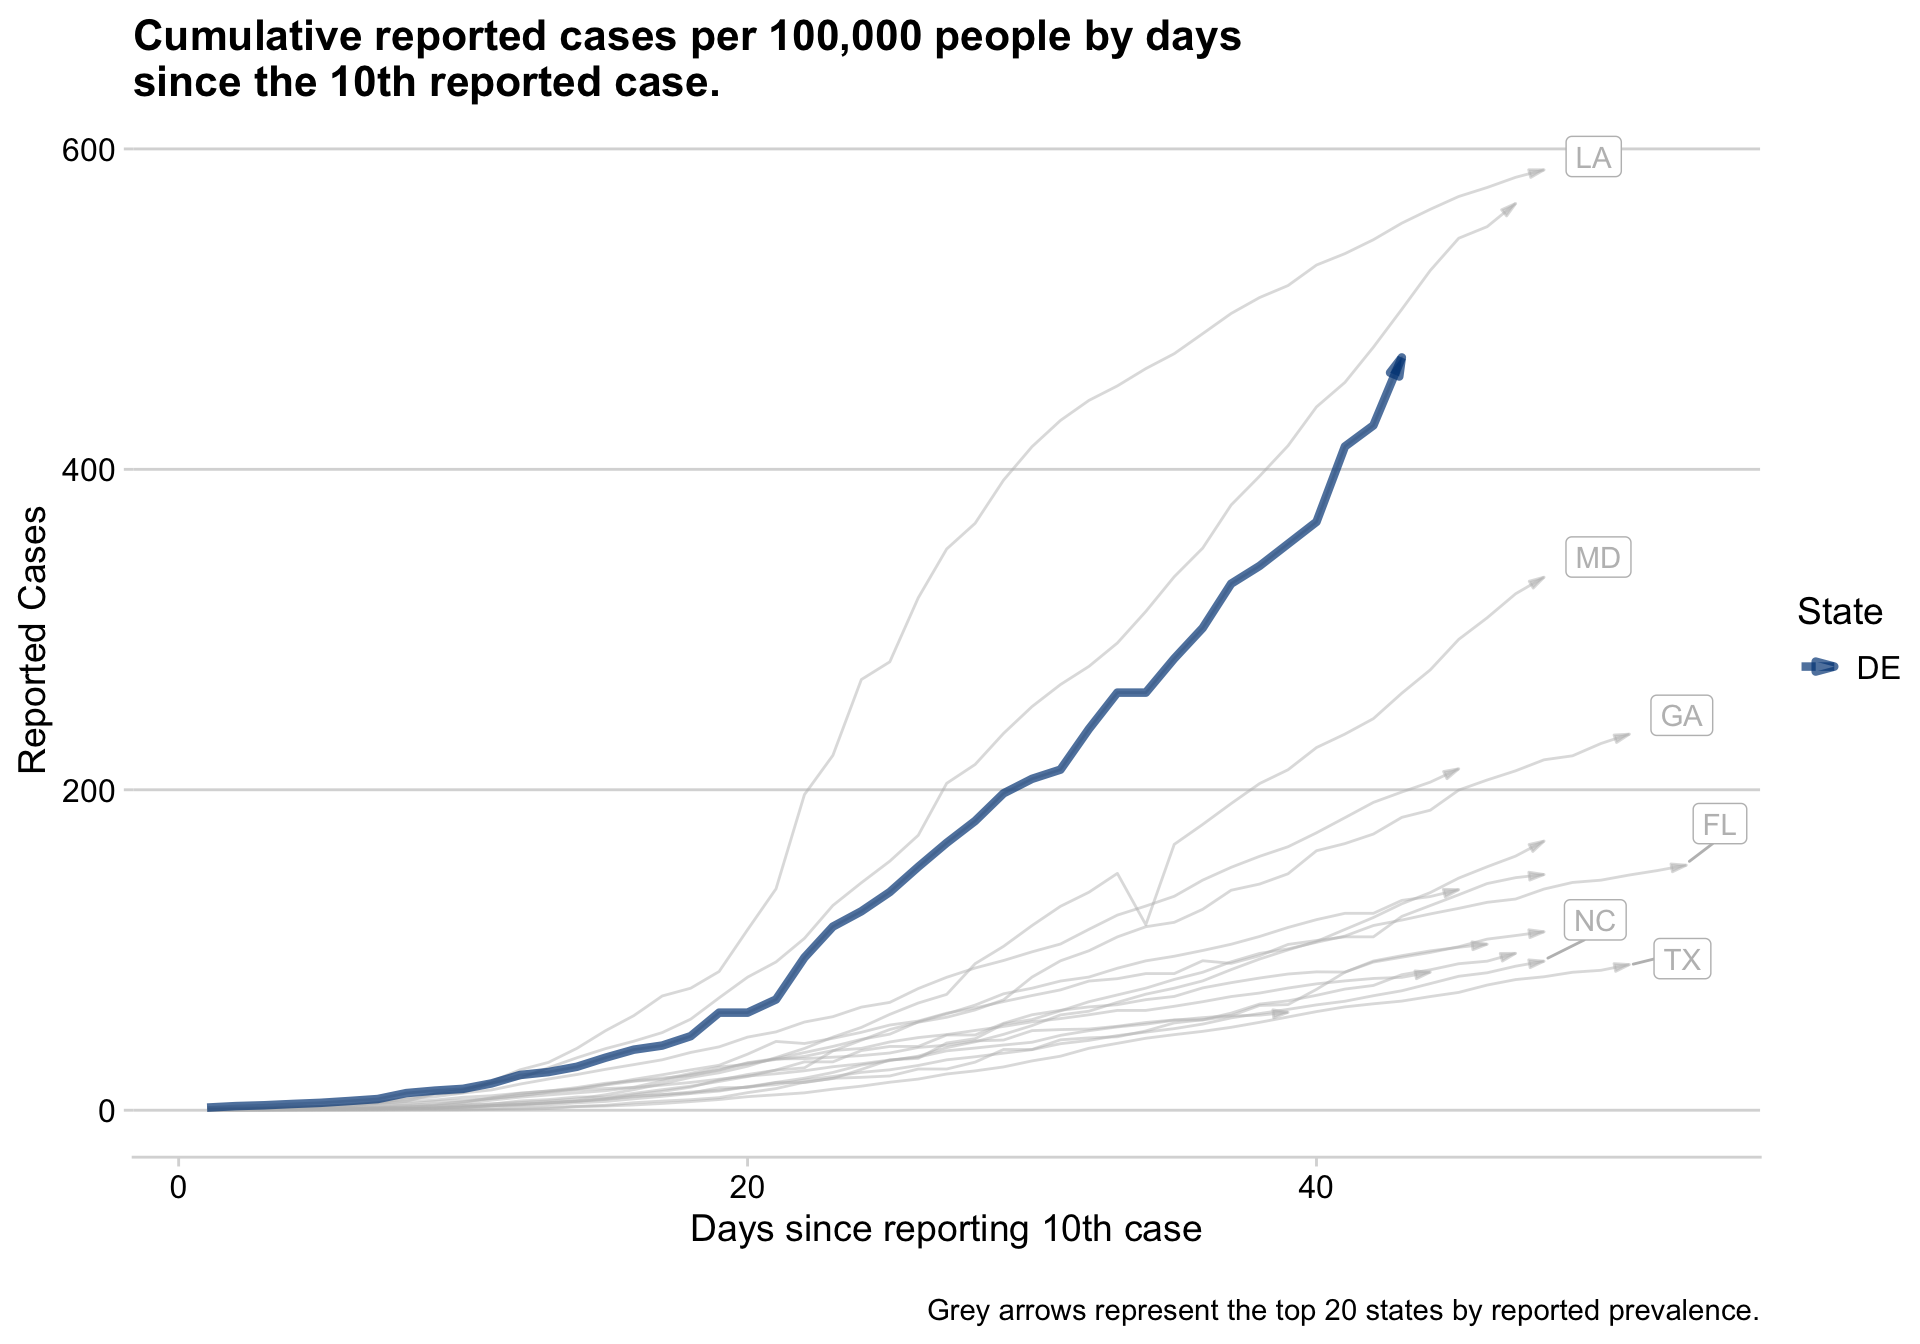 Cumulative reported cases per 100,000 people by days
since the 10th reported case.
600
400
200
0
Reported Cases
LA
MD
GA
FL
NC
TX
State
DE
0
20
40
Days since reporting 10th case
Grey arrows represent the top 20 states by reported prevalence.